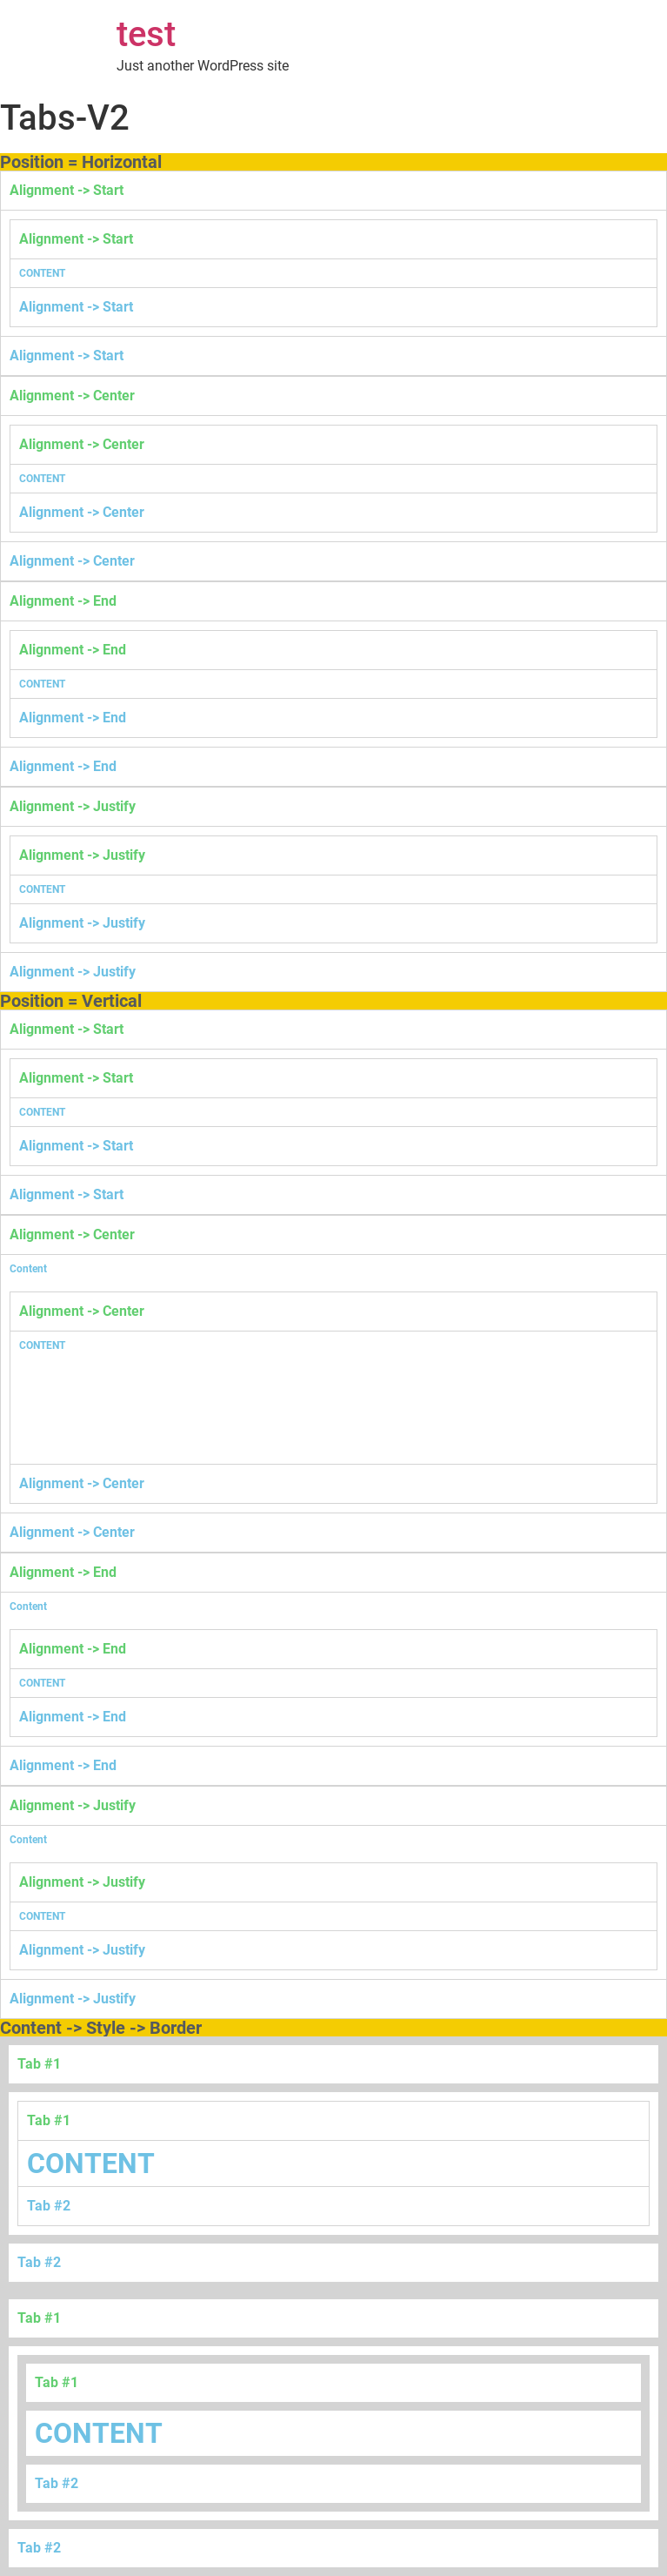 test
Just another WordPress site
Tabs-V2
Position = Horizontal
Alignment -> Start
Alignment -> Start
CONTENT
Alignment -> Start
Alignment -> Start
Alignment -> Center
Alignment -> Center
CONTENT
Alignment -> Center
Alignment -> Center
Alignment -> End
Alignment -> End
CONTENT
Alignment -> End
Alignment -> End
Alignment -> Justify
Alignment -> Justify
CONTENT
Alignment -> Justify
Alignment -> Justify
Position = Vertical
Alignment -> Start
Alignment -> Start
CONTENT
Alignment -> Start
Alignment -> Start
Alignment -> Center
Content
Alignment -> Center
CONTENT
Alignment -> Center
Alignment -> Center
Alignment -> End
Content
Alignment -> End
CONTENT
Alignment -> End
Alignment -> End
Alignment -> Justify
Content
Alignment -> Justify
CONTENT
Alignment -> Justify
Alignment -> Justify
Content -> Style -> Border
Tab #1
Tab #1
CONTENT
Tab #2
Tab #2
Tab #1
Tab #1
CONTENT
Tab #2
Tab #2